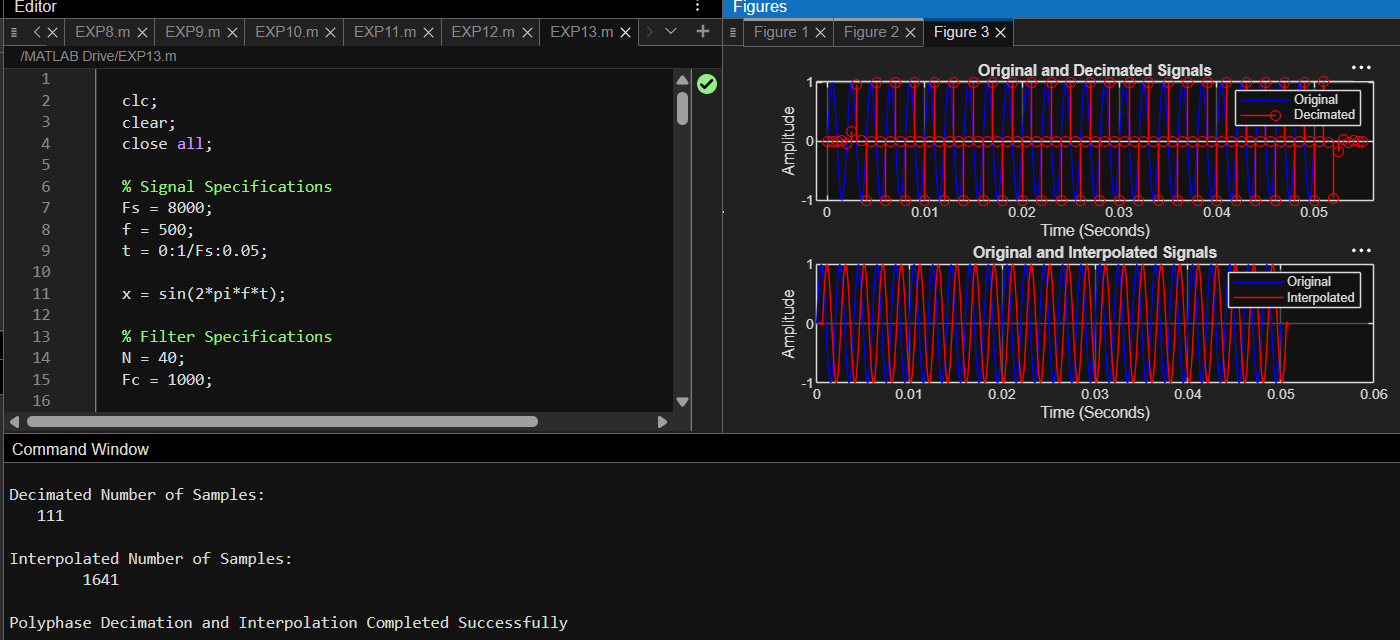 Editor
EXP8.m × EXP9.m × EXP10.m × EXP11.m × EXP12.m × EXP13.m ×
/MATLAB Drive/EXP13.m
1
2 clc;
3 clear;
4 close all;
5
6 % Signal Specifications
7 Fs = 8000;
8 f = 500;
9 t = 0:1/Fs:0.05;
10
11 x = sin(2*pi*f*t);
12
13 % Filter Specifications
14 N = 40;
15 Fc = 1000;
16
Figures
Figure 1 × Figure 2 × Figure 3 ×
Original and Decimated Signals
1
0
-1
Amplitude
Original
Decimated
0 0.01 0.02 0.03 0.04 0.05
Time (Seconds)
Original and Interpolated Signals
1
0
-1
Amplitude
Original
Interpolated
0 0.01 0.02 0.03 0.04 0.05 0.06
Time (Seconds)
Command Window
Decimated Number of Samples:
111
Interpolated Number of Samples:
1641
Polyphase Decimation and Interpolation Completed Successfully